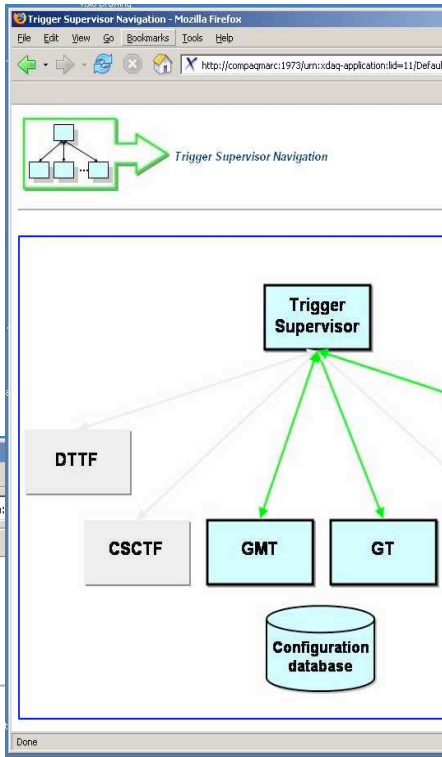 Trigger Supervisor Navigation - Mozilla Firefox
File Edit View Go Bookmarks Tools Help
http://compaqmarc:1973/urn:xdaq-application:lid=11/Defaul
Trigger Supervisor Navigation
Trigger
Supervisor
DTTF
CSCTF
GMT
GT
Configuration
database
Done